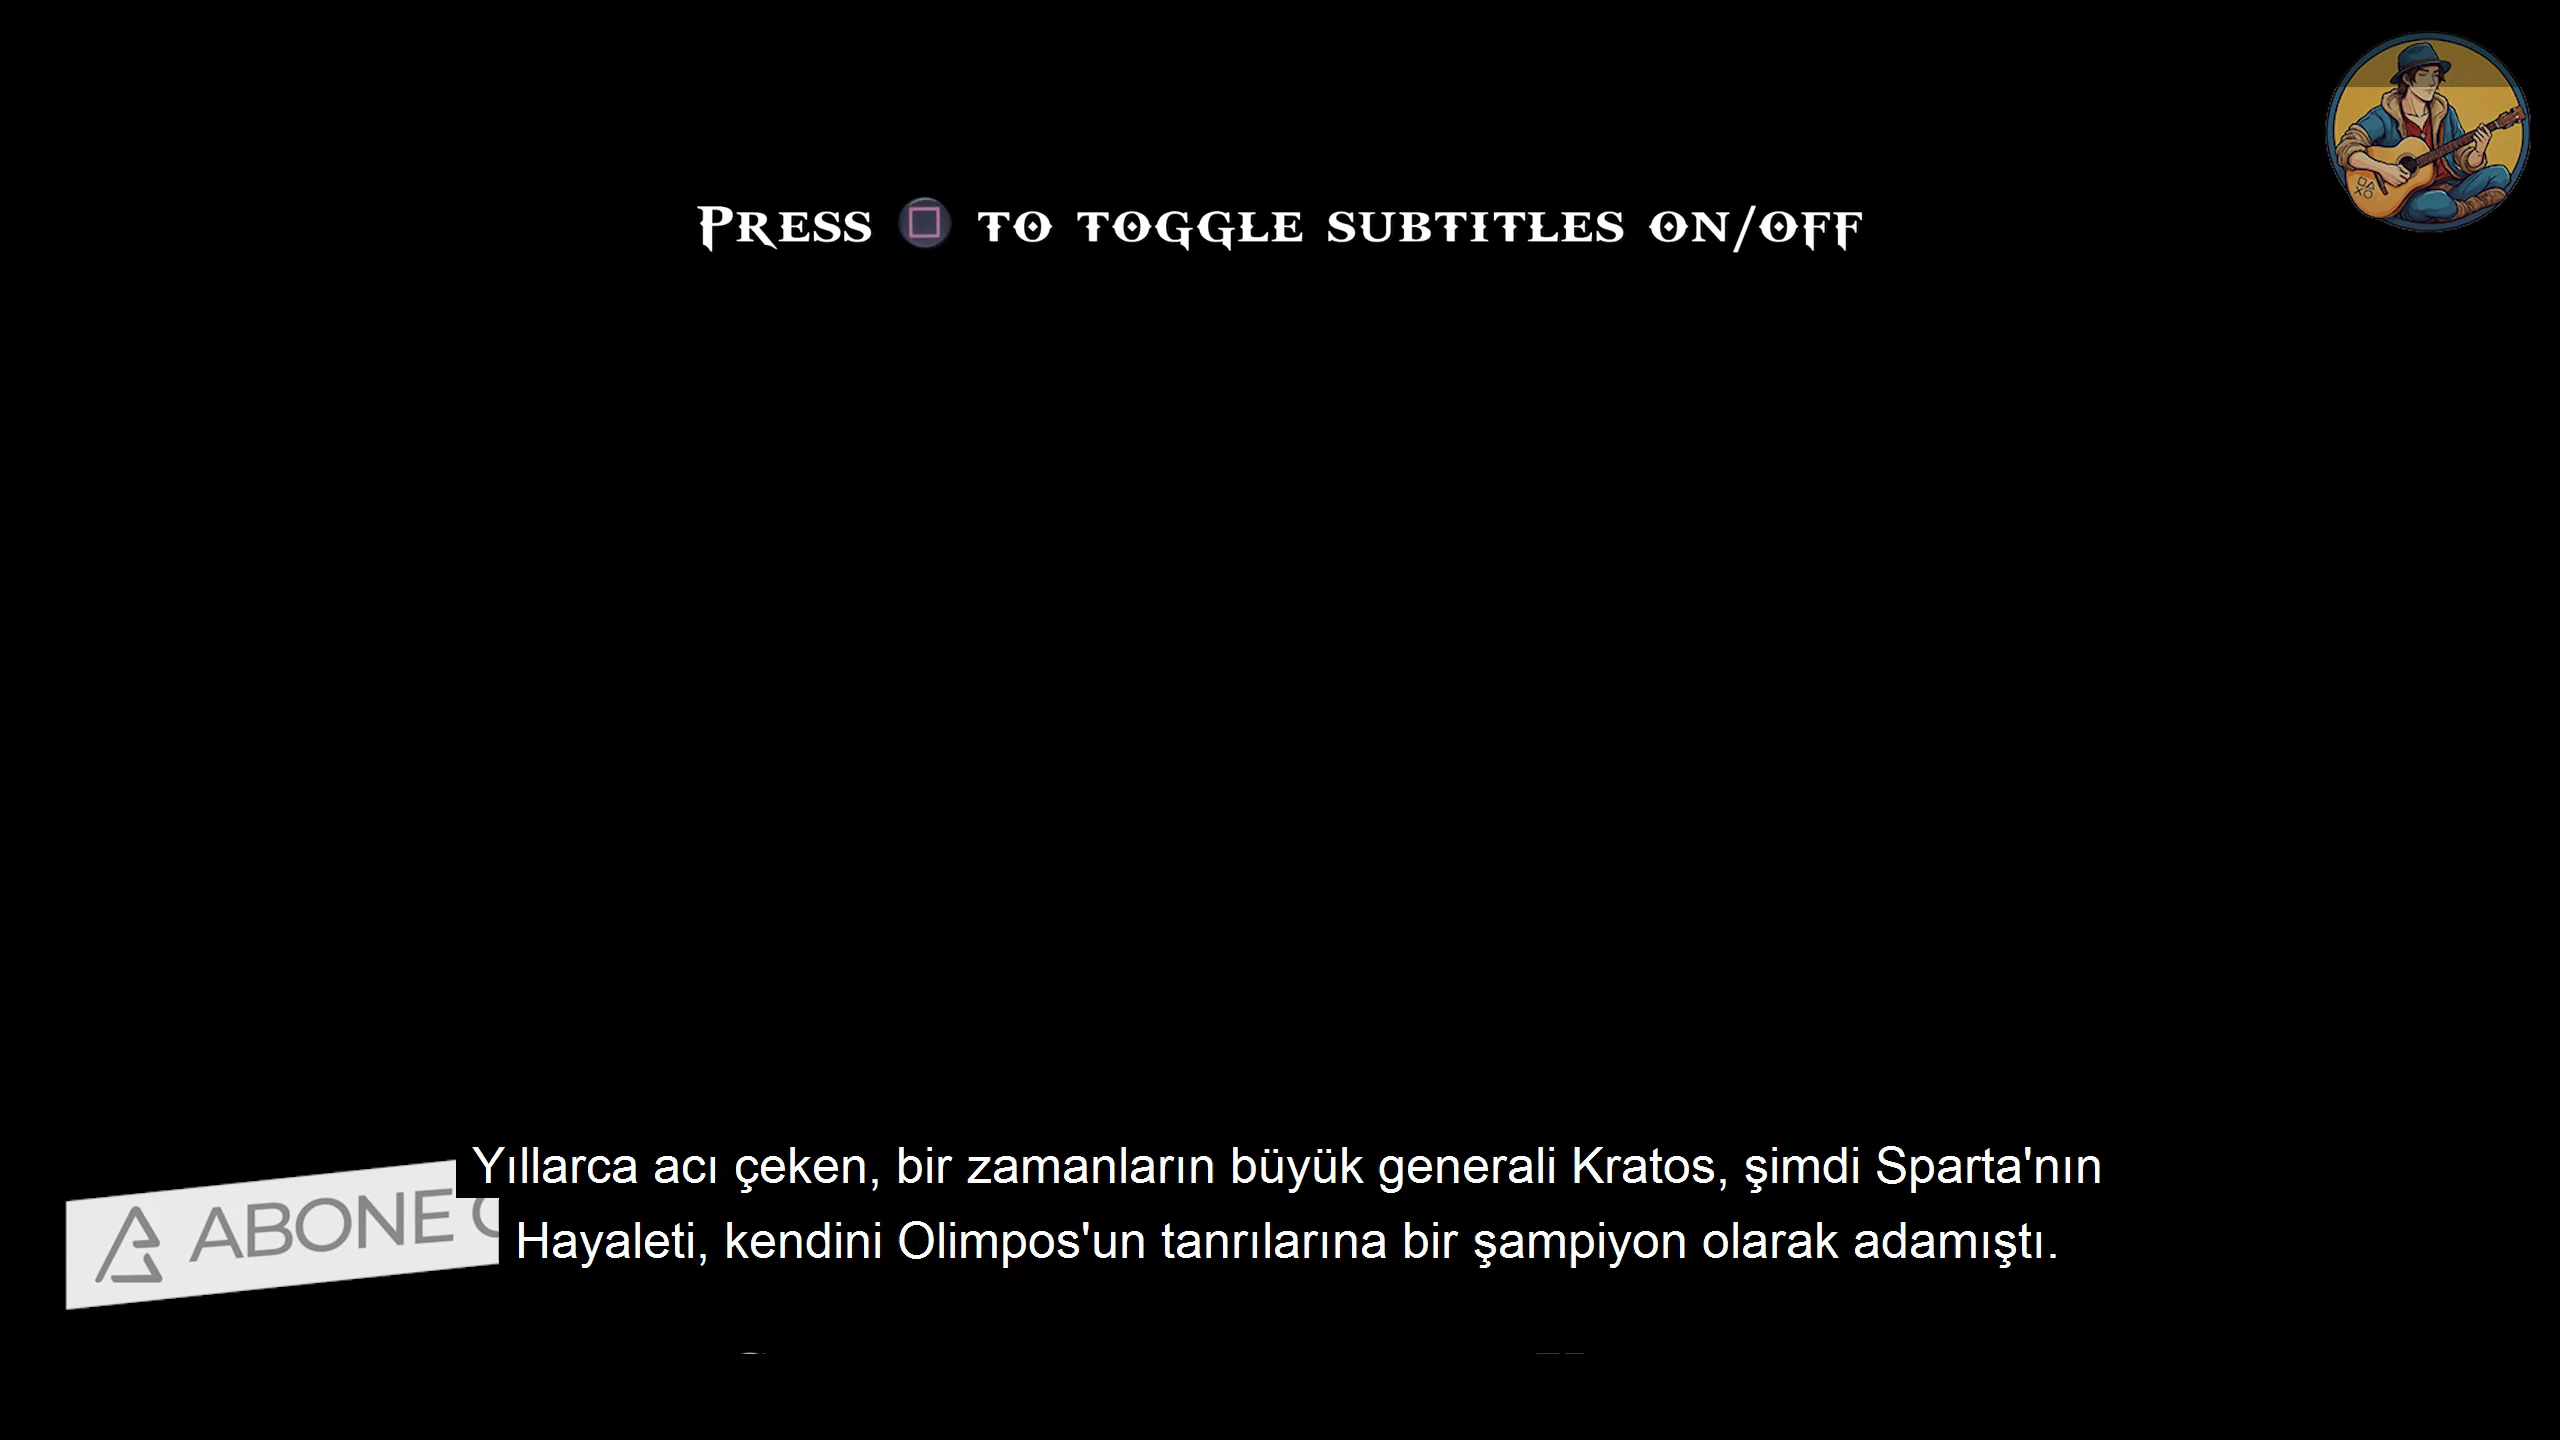 PRESS TO TOGGLE SUBTITLES ON/OFF
Yıllarca acı çeken, bir zamanların büyük generali Kratos, şimdi Sparta'nın
ABONE
Hayaleti, kendini Olimpos'un tanrılarına bir şampiyon olarak adamıştı.